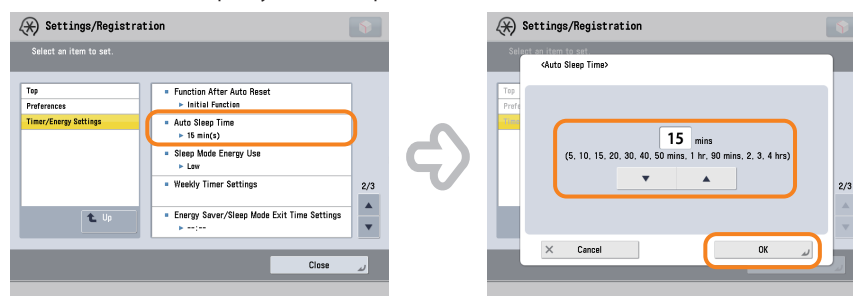 Settings/Registration
Select an item to set.
Top
Preferences
Timer/Energy Settings
Up
Function After Auto Reset
Initial Function
Auto Sleep Time
15 min(s)
Sleep Mode Energy Use
Low
Weekly Timer Settings
Energy Saver/Sleep Mode Exit Time Settings
--:--
2/3
Close
Settings/Registration
Select an item to set.
<Auto Sleep Time>
Top
15 mins
(5, 10, 15, 20, 30, 40, 50 mins, 1 hr, 90 mins, 2, 3, 4 hrs)
2/3
Cancel
OK